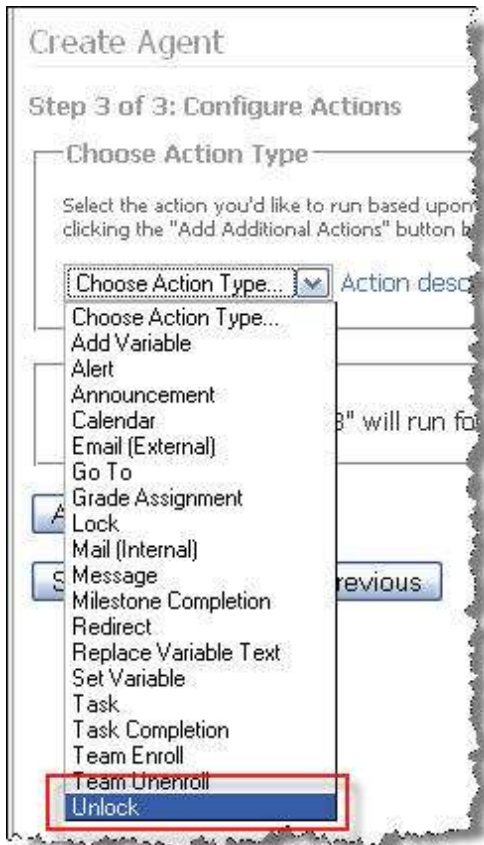 Create Agent
Step 3 of 3: Configure Actions
Choose Action Type
Select the action you'd like to run based upon
clicking the "Add Additional Actions" button
Choose Action Type... Action desc
Choose Action Type...
Add Variable
Alert
Announcement
Calendar
" will run
Email (External)
Go To
Grade Assignment
Lock
Mail (Internal)
Message
revious
Milestone Completion
Redirect
Replace Variable Text
Set Variable
Task
Task Completion
Team Enroll
Team Unenroll
Unlock